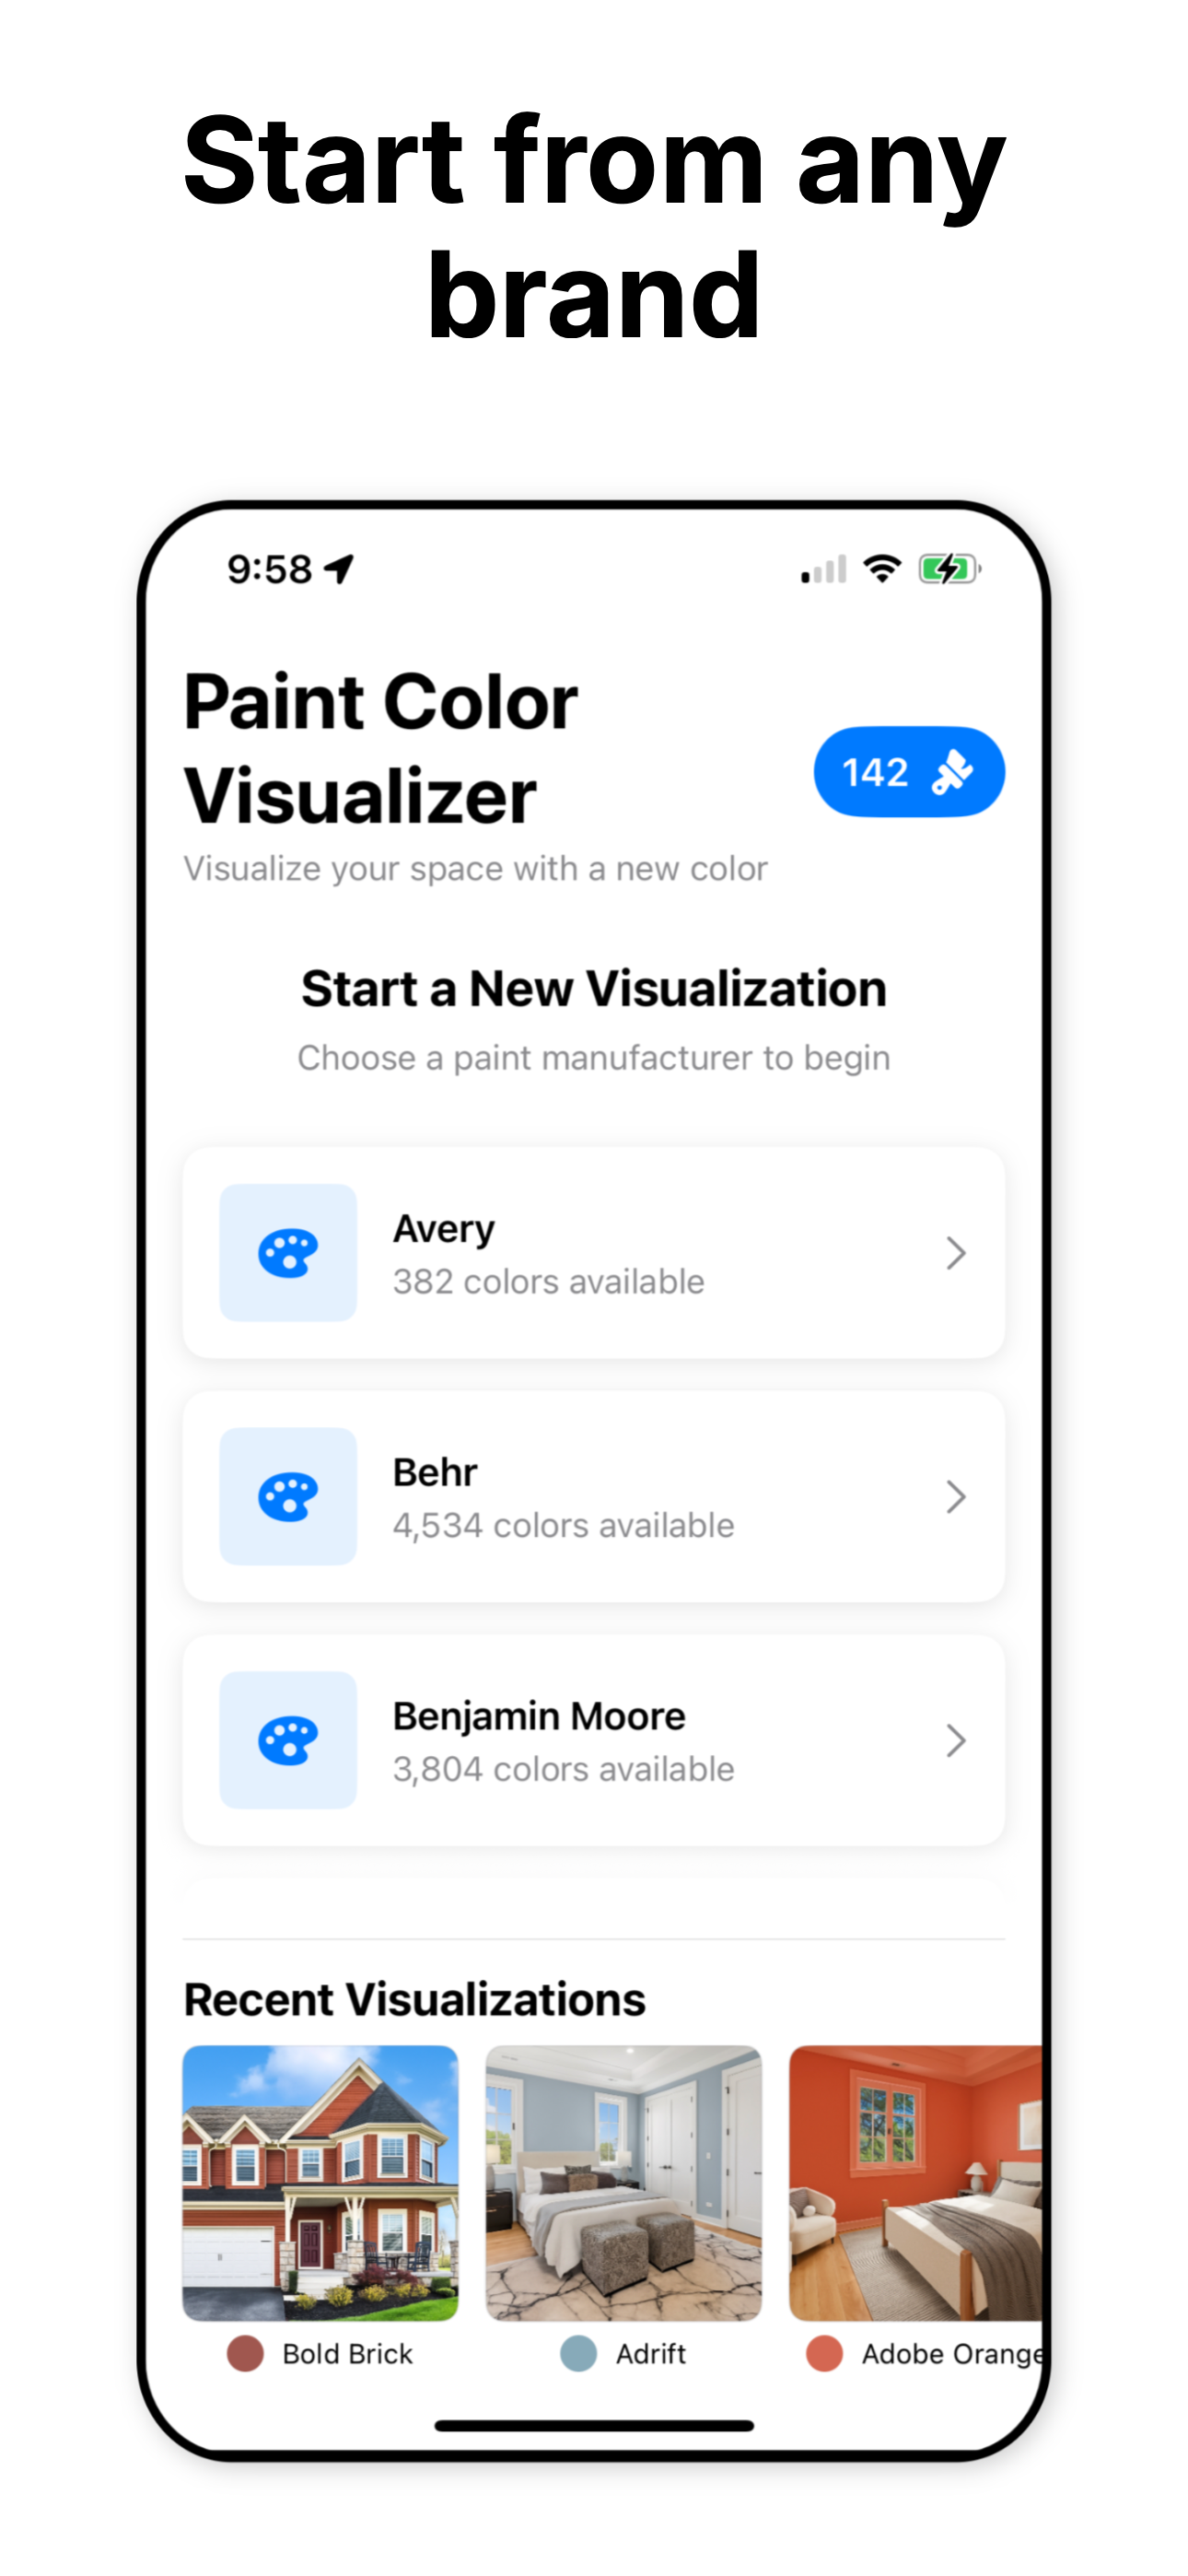 Start from any
brand
9:58
Paint Color
Visualizer
142
Visualize your space with a new color
Start a New Visualization
Choose a paint manufacturer to begin
Avery
382 colors available
Behr
4,534 colors available
Benjamin Moore
3,804 colors available
Recent Visualizations
Bold Brick
Adrift
Adobe Orange